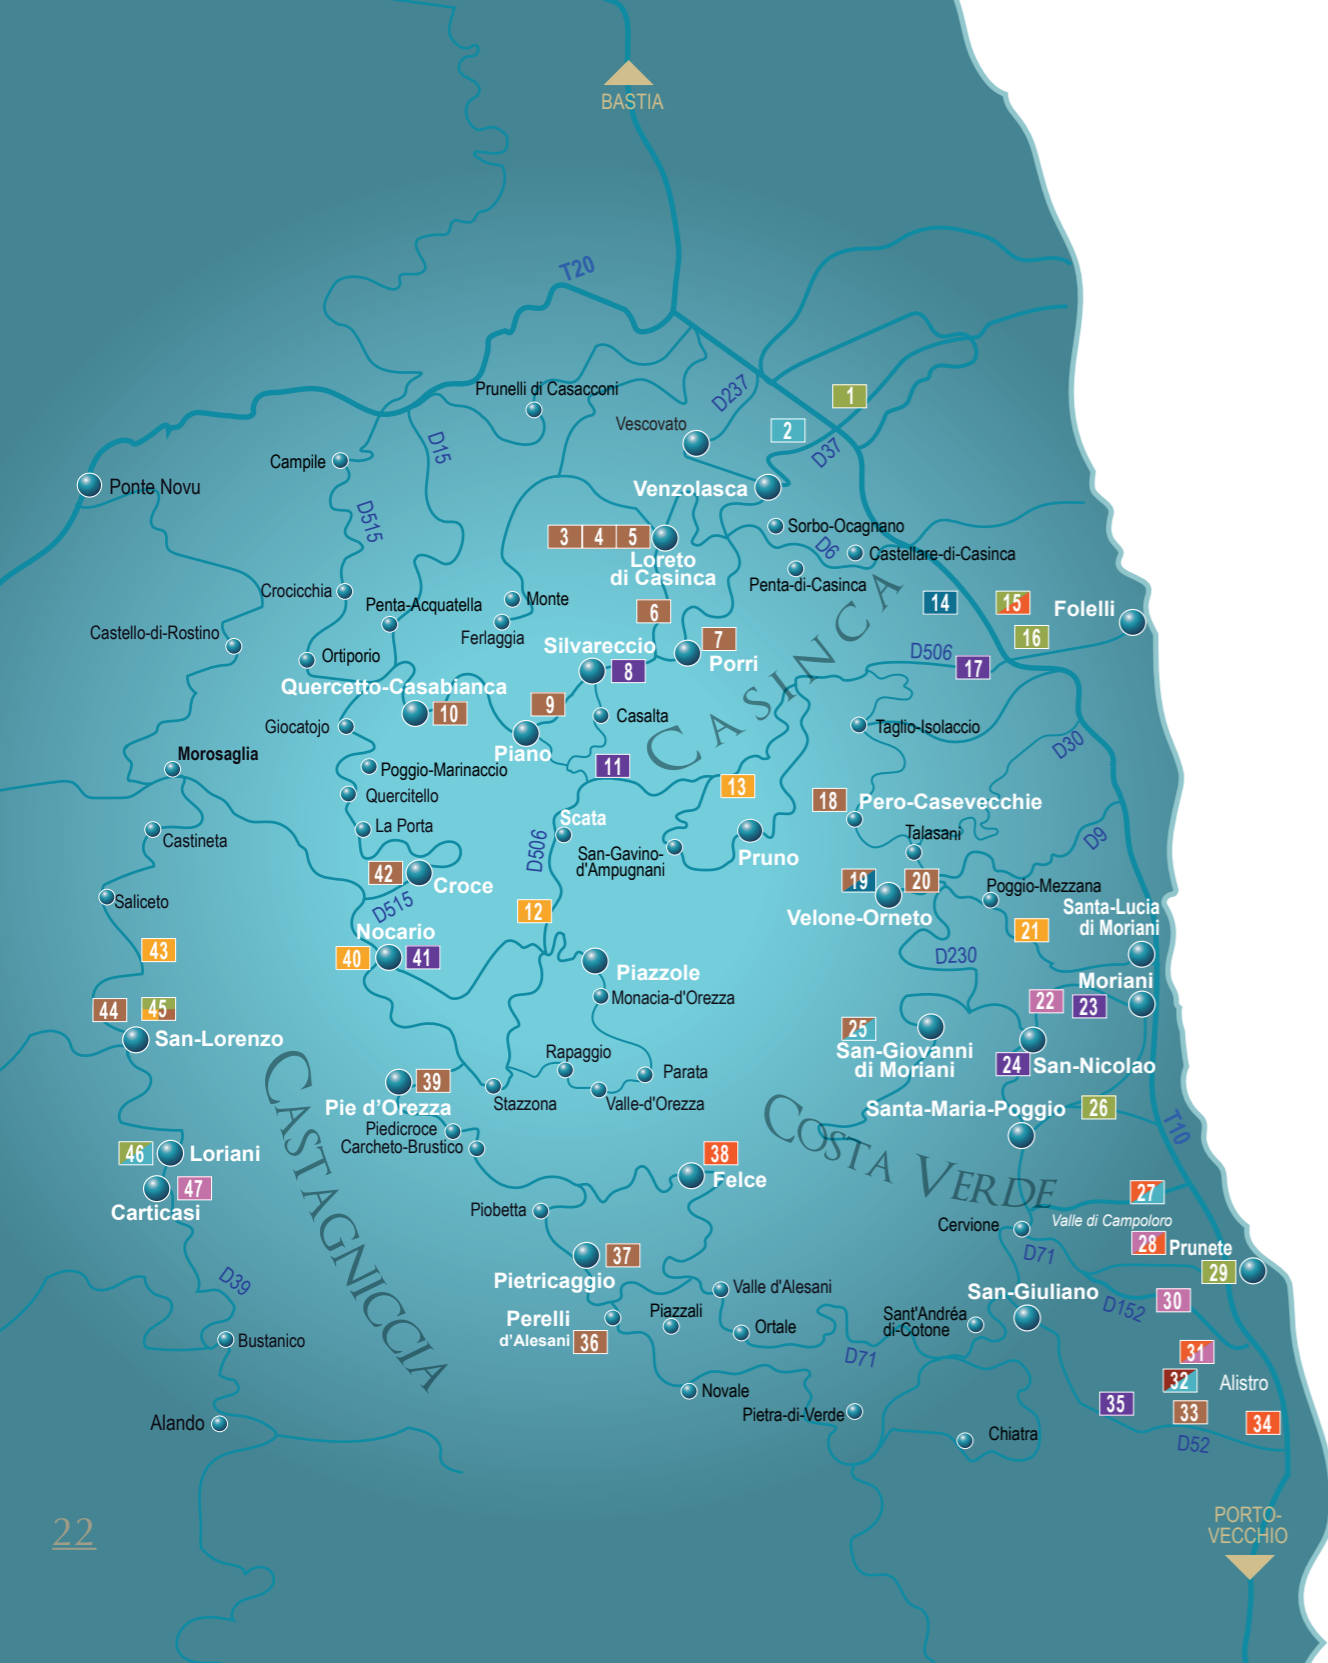 BASTIA
T20
Prunelli di Casacconi
D237
1
Vescovato
2
D15
D37
Campile
Ponte Novu
Venzolasca
D515
3 4 5
Sorbo-Ocagnano
D6
Castellare-di-Casinca
Loreto
di Casinca
Penta-di-Casinca
Crocicchia
Monte
Penta-Acquatella
6
14
15
Folelli
Castello-di-Rostino
Ferlaggia
16
Silvareccio
7
Ortiporio
8
Porri
D506
17
Quercetto-Casabianca
CASINCA
10
9
Casalta
Giocatojo
Taglio-Isolaccio
Morosaglia
Piano
D30
Poggio-Marinaccio
11
13
Quercitello
18
Pero-Casevecchie
La Porta
Scata
Castineta
D506
Talasani
D9
San-Gavino-
d'Ampugnani
Pruno
42
Croce
19
20
Poggio-Mezzana
Saliceto
D515
12
Velone-Orneto
Santa-Lucia
di Moriani
Nocario
21
43
40
41
D230
Piazzole
Moriani
Monacia-d'Orezza
22
23
44
45
San-Lorenzo
25
San-Giovanni
di Moriani
Rapaggio
24
San-Nicolao
Parata
39
Pie d'Orezza
Stazzona
Valle-d'Orezza
Santa-Maria-Poggio
26
Piedicroce
T10
Carcheto-Brustico
CASTAGNICCIA
COSTA VERDE
46
Loriani
38
Felce
47
Carticasi
27
Piobetta
Cervione
Valle di Campoloro
28
Prunete
37
D71
29
Pietricaggio
D39
Valle d'Alesani
San-Giuliano
D152
30
Perelli
d'Alesani
36
Piazzali
Ortale
Sant'Andréa
di-Cotone
Bustanico
D71
31
32
Alistro
Novale
35
33
34
Pietra-di-Verde
Alando
Chiatra
D52
22
PORTO-
VECCHIO